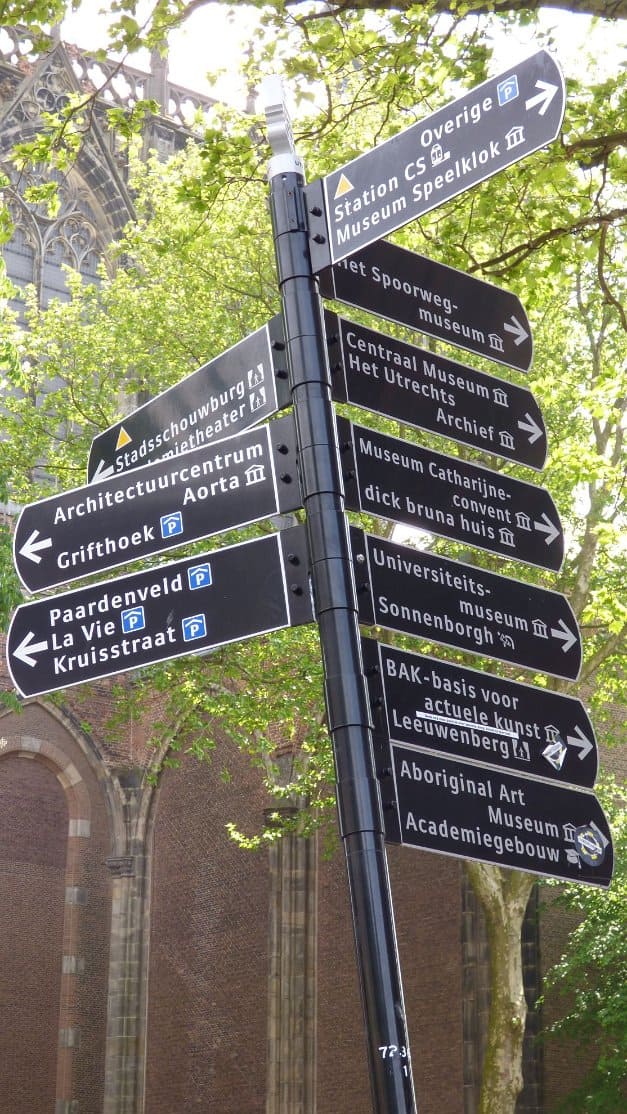 Overige P
Station CS
Museum Speelklok
Het Spoorweg-
museum
Centraal Museum
Het Utrechts
Archief
Museum Catharijne-
convent
dick bruna huis
Universiteits-
museum
Sonnenborgh
BAK-basis voor
actuele kunst
Leeuwenbergh
Aboriginal Art
Museum
Academiegebouw
Stadsschouwburg
Architectuurcentrum
Aorta
Grifthoek P
Paardenveld P
La Vie P
Kruisstraat P